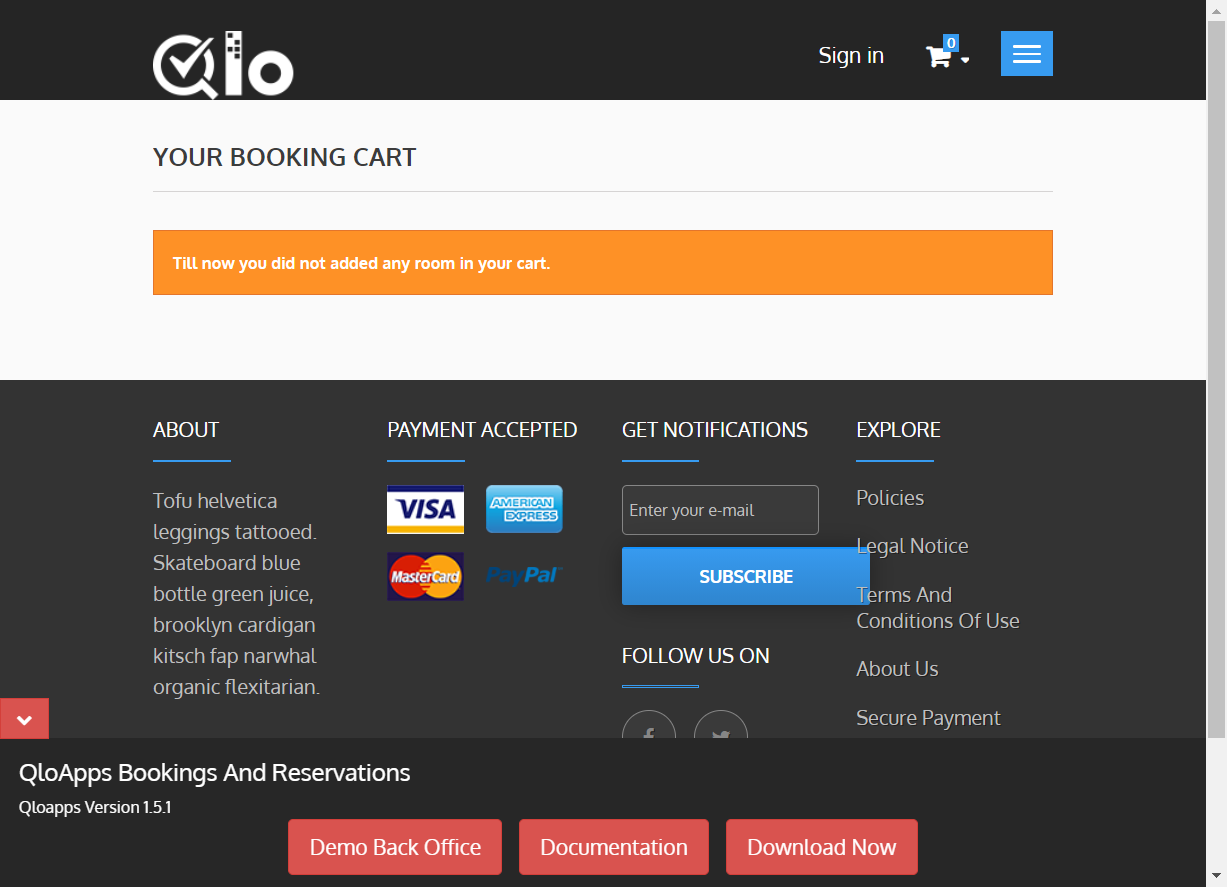 Qlo
Sign in
0
YOUR BOOKING CART
Till now you did not added any room in your cart.
ABOUT
Tofu helvetica
leggings tattooed.
Skateboard blue
bottle green juice,
brooklyn cardigan
kitsch fap narwhal
organic flexitarian.
PAYMENT ACCEPTED
VISA
AMERICAN
EXPRESS
MasterCard
PayPal
GET NOTIFICATIONS
Enter your e-mail
SUBSCRIBE
FOLLOW US ON
EXPLORE
Policies
Legal Notice
Terms And
Conditions Of Use
About Us
Secure Payment
QloApps Bookings And Reservations
Qloapps Version 1.5.1
Demo Back Office
Documentation
Download Now